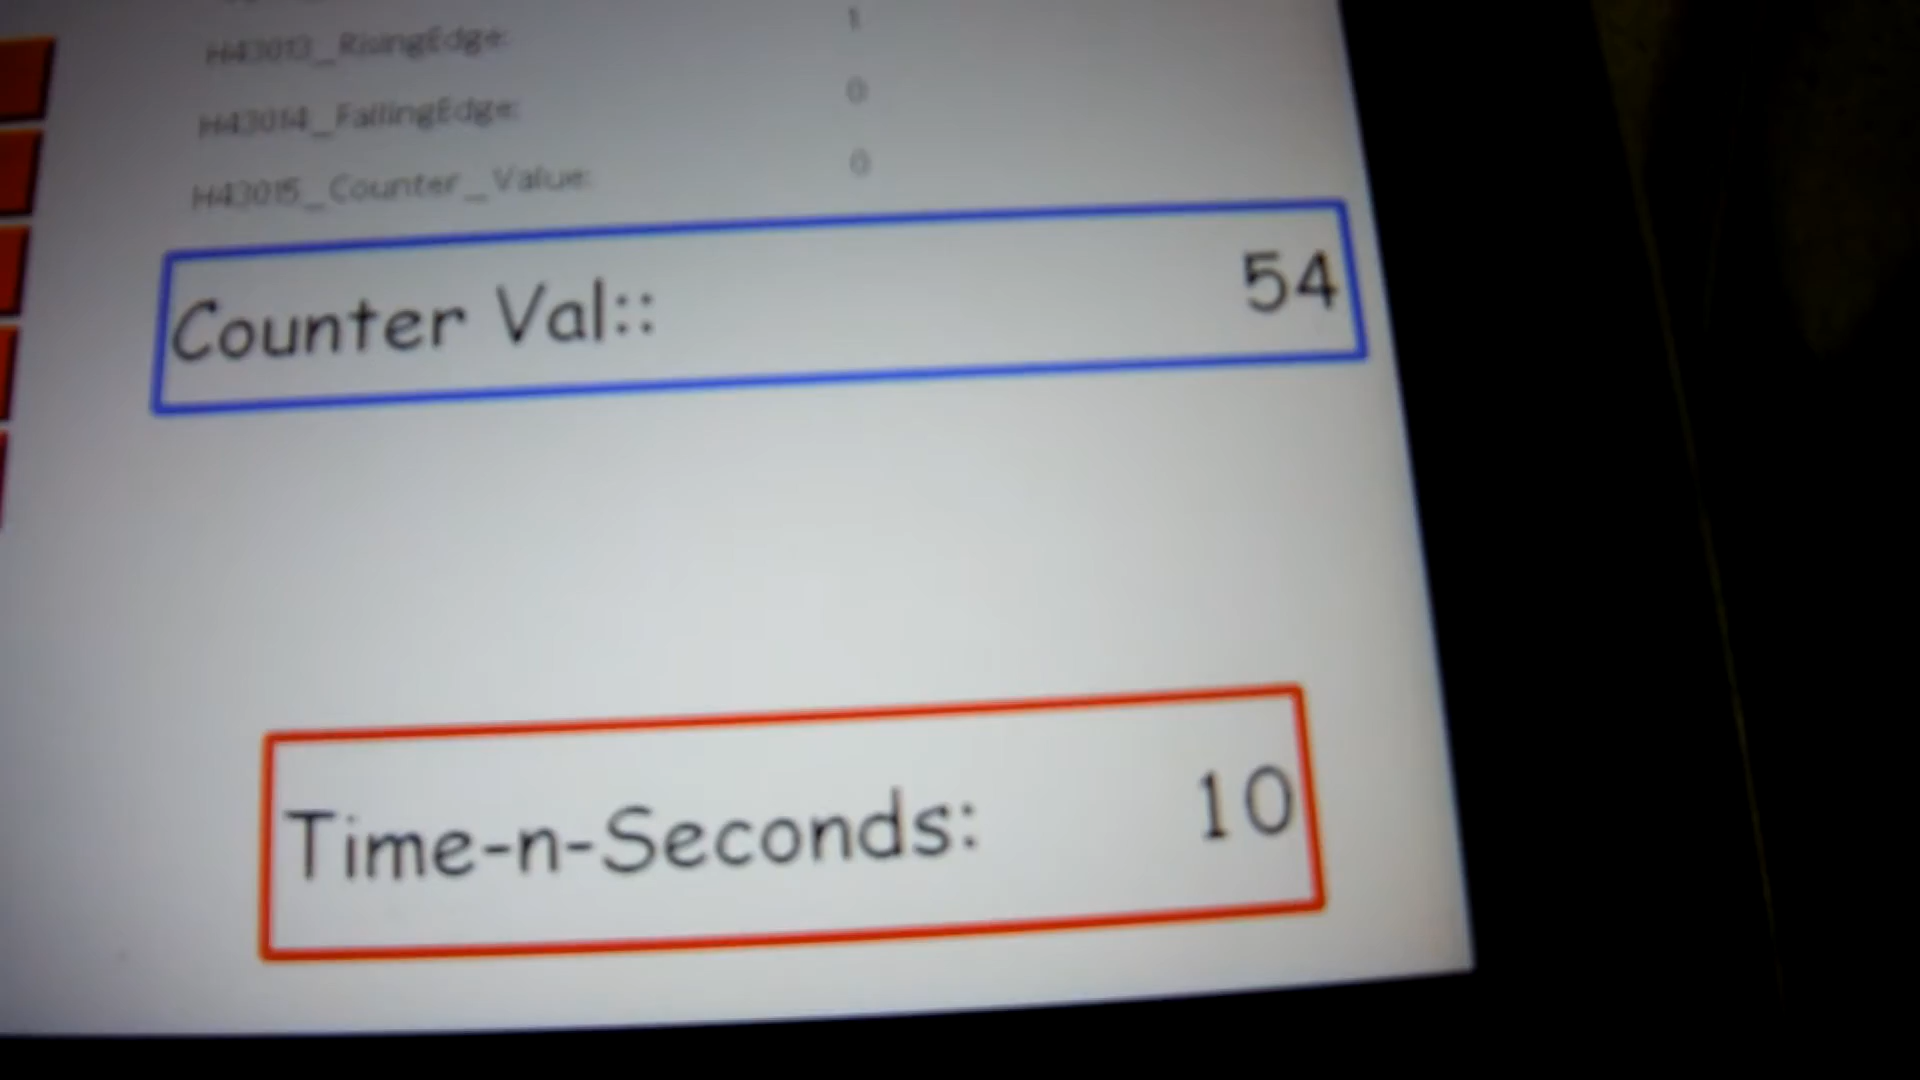 H43013_RisingEdge: 1
H43014_FallingEdge: 0
H43015_Counter_Value: 0
Counter Val:: 54
Time-n-Seconds: 10